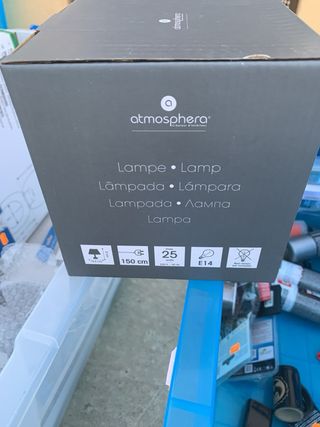 atmosphera
Lampe • Lamp
Lâmpada • Lámpara
Lampada • Лампа
Lampa
150 cm
25
E14